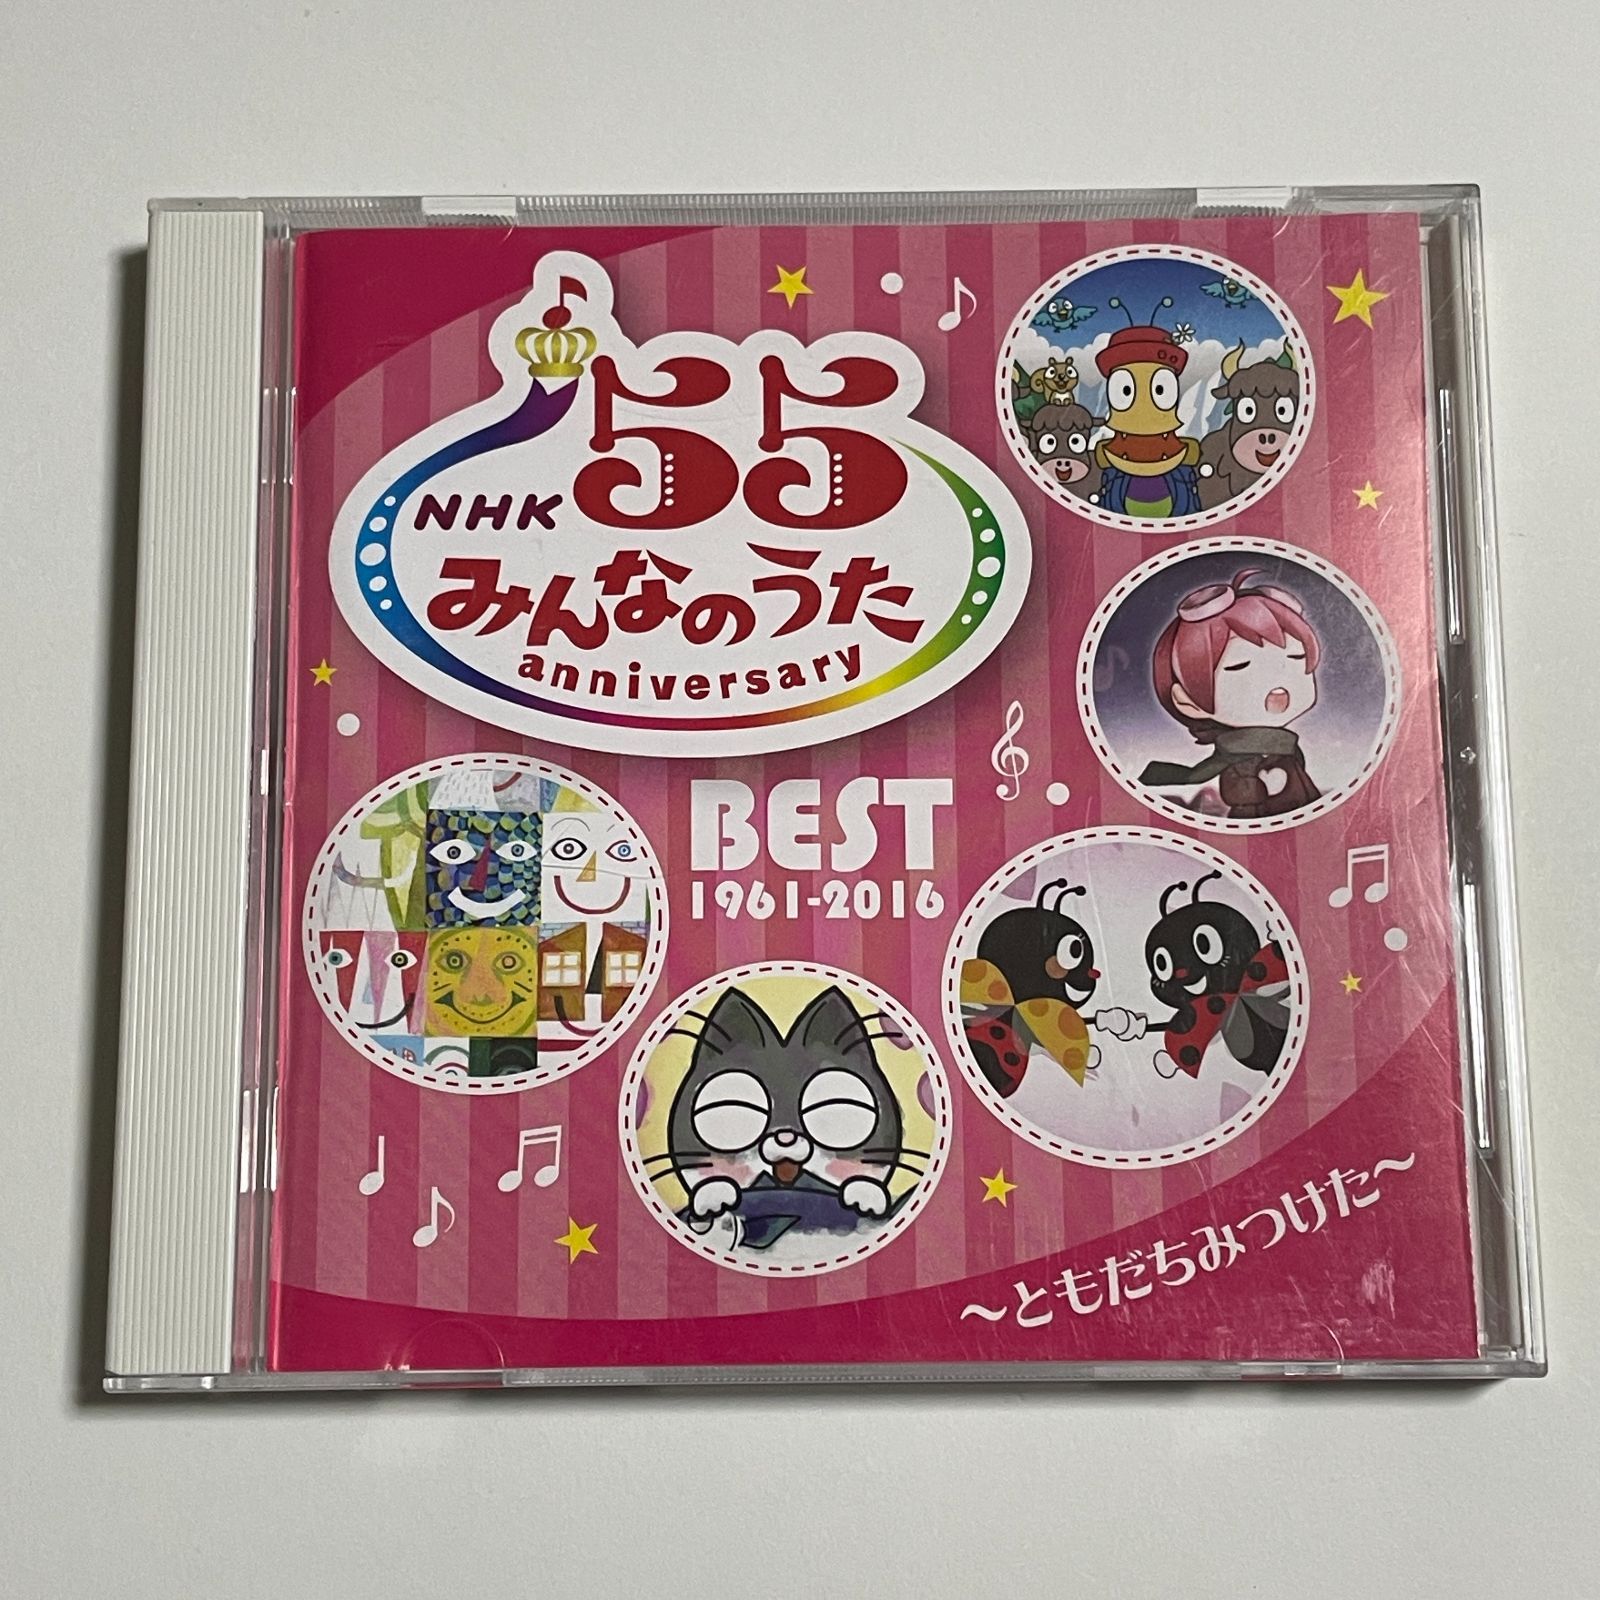 55
NHK
みんなのうた
anniversary
BEST
1961-2016
〜ともだちみつけた〜